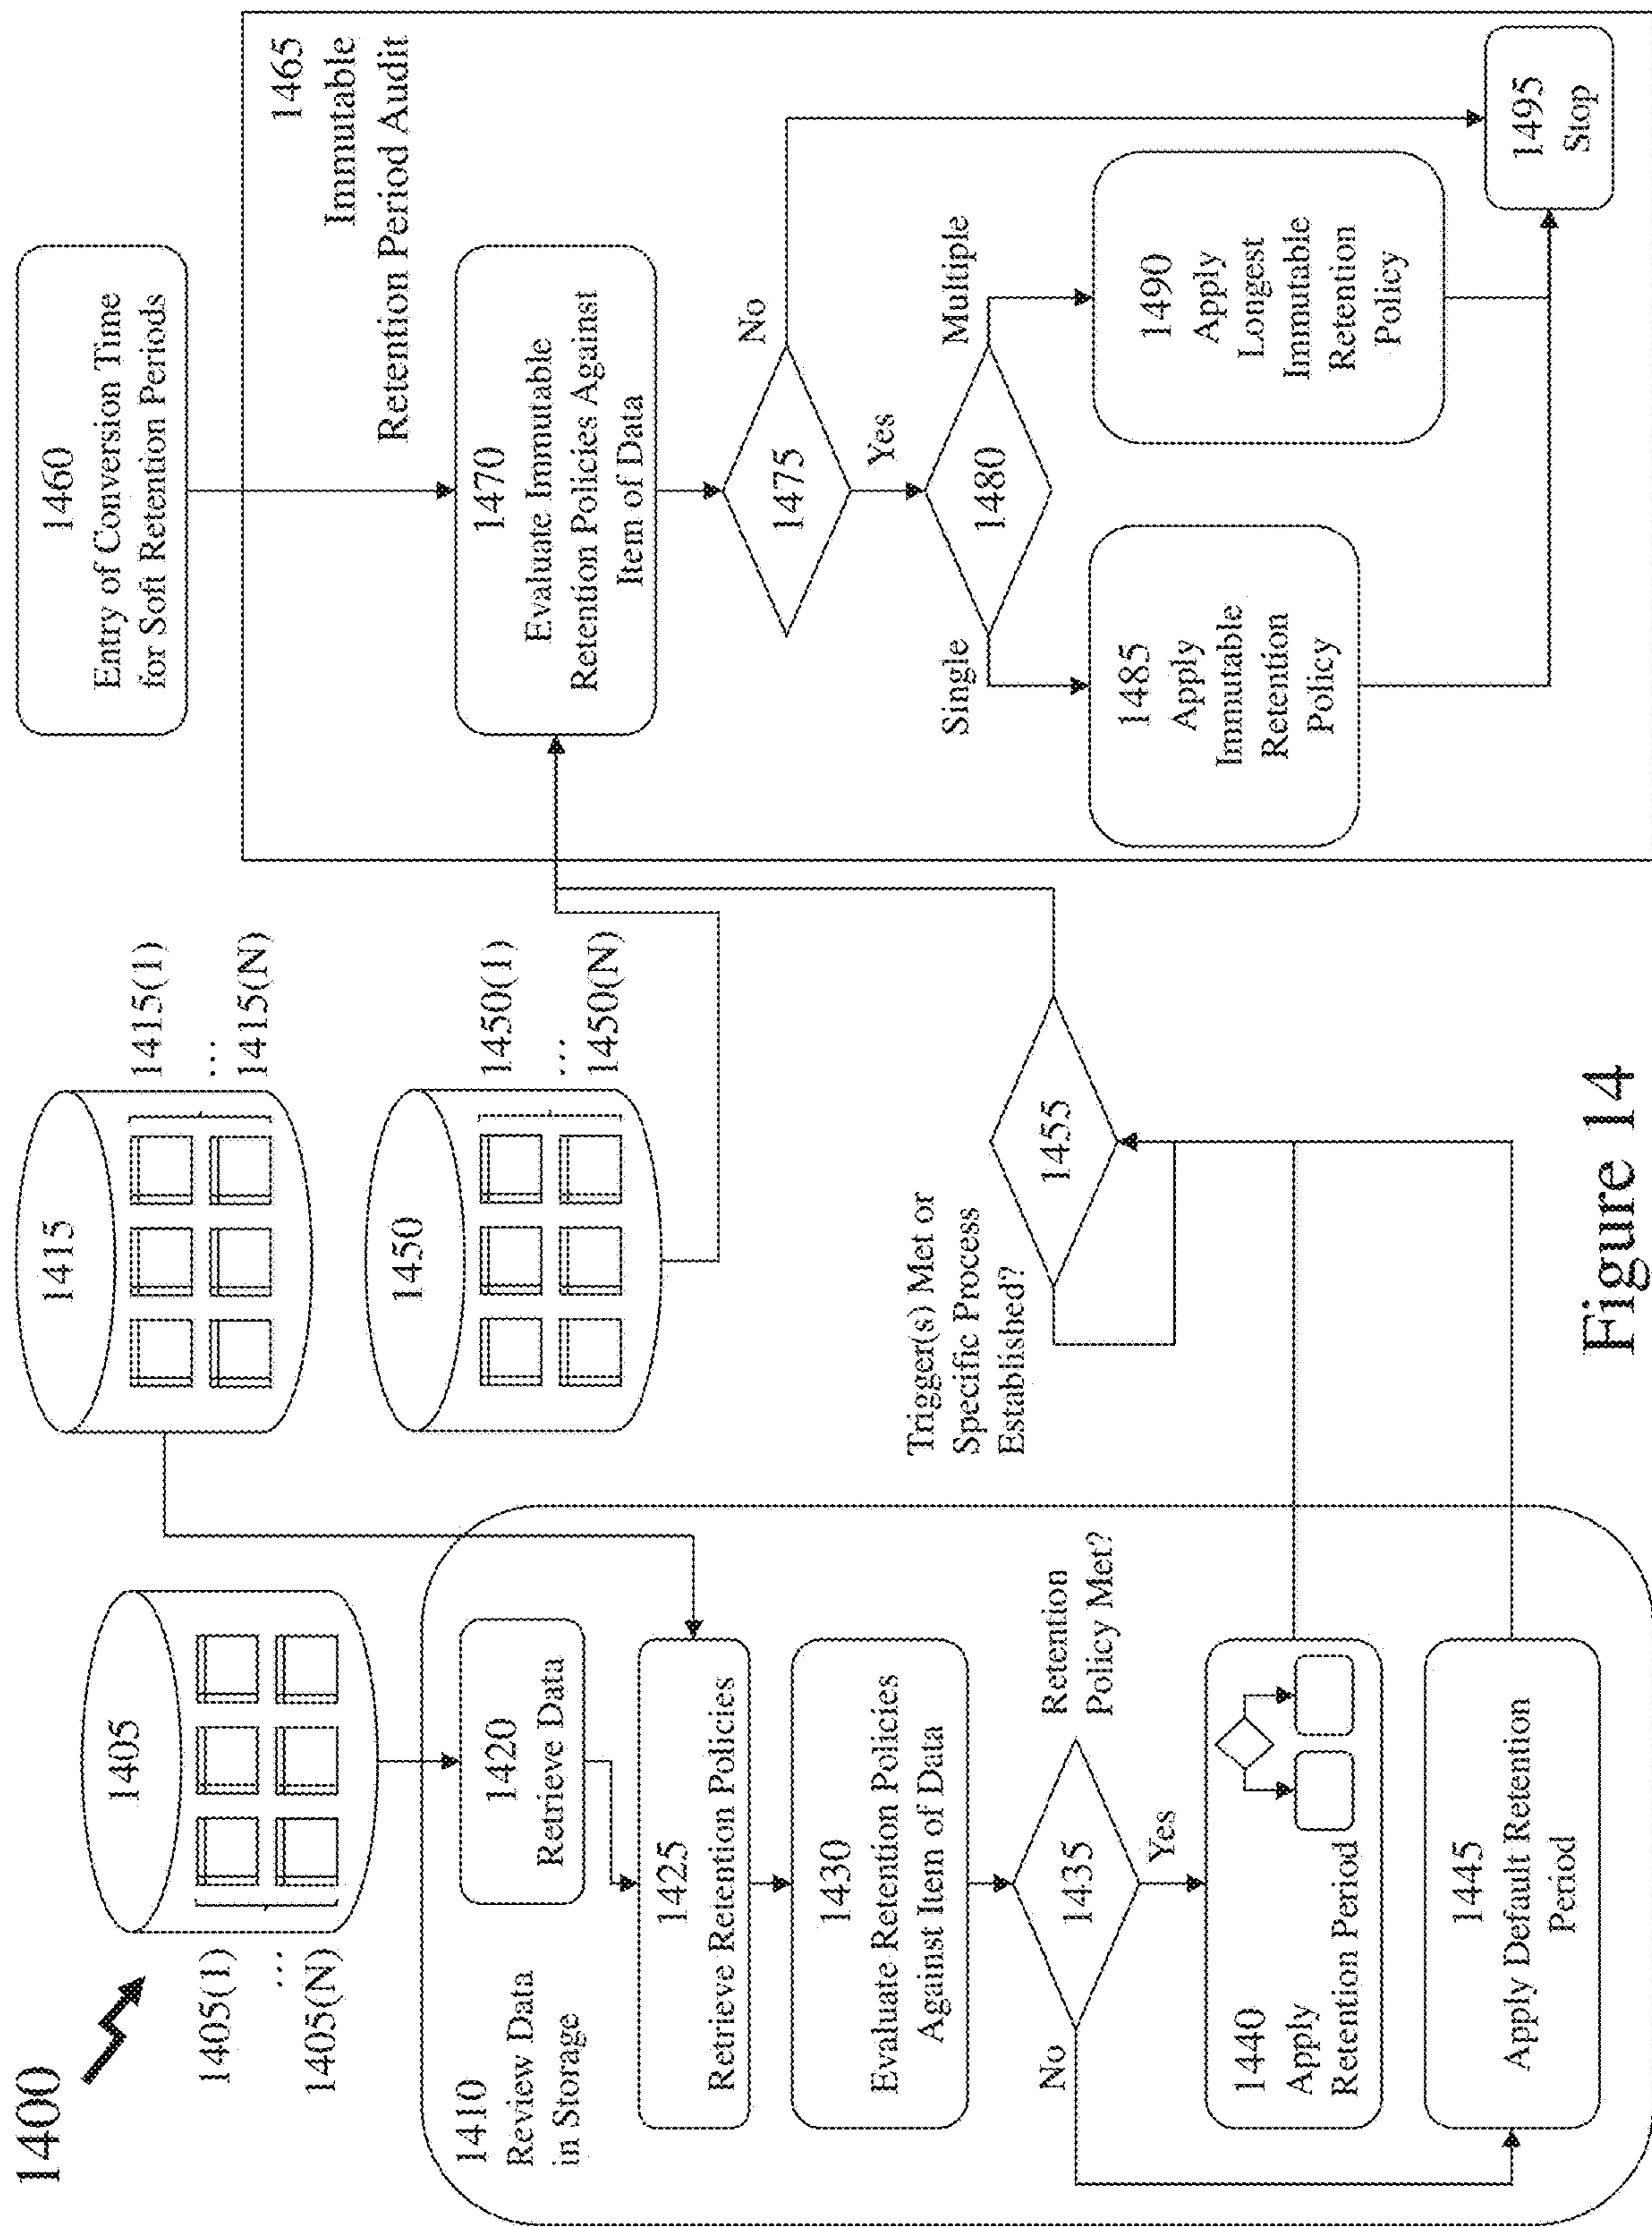 1400
1405
1405(1)
...
1405(N)
1410
Review Data
in Storage
1420
Retrieve Data
1425
Retrieve Retention Policies
1430
Evaluate Retention Policies
Against Item of Data
1435
Retention
Policy Met?
No
Yes
1440
Apply
Retention Period
1445
Apply Default Retention
Period
1415
1415(1)
...
1415(N)
1450
1450(1)
...
1450(N)
Trigger(s) Met or
Specific Process
Established?
1455
1460
Entry of Conversion Time
for Soft Retention Periods
1465
Immutable
Retention Period Audit
1470
Evaluate Immutable
Retention Policies Against
Item of Data
1475
No
Yes
1480
Single
Multiple
1485
Apply
Immutable
Retention
Policy
1490
Apply
Longest
Immutable
Retention
Policy
1495
Stop
Figure 14